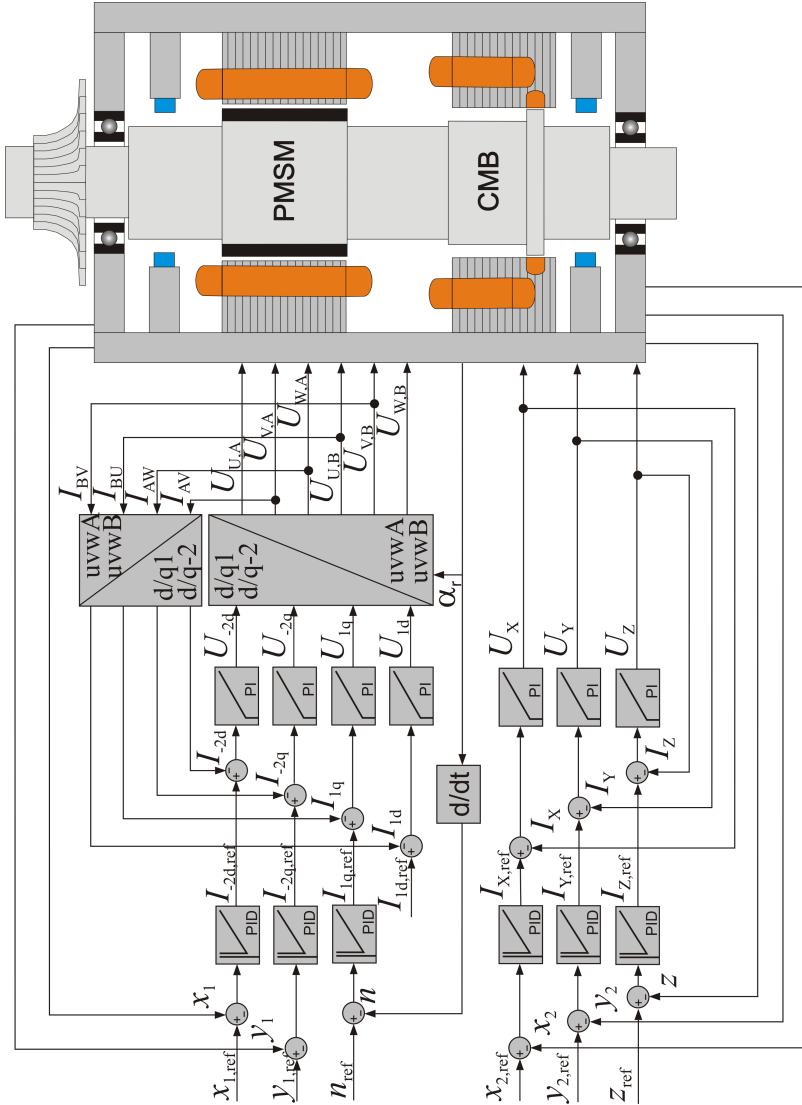 PMSM
CMB
I_BV
I_BU
I_AW
I_AV
U_U,A
U_V,A
U_W,A
U_U,B
U_V,B
U_W,B
uvwA
uvwB
d/q1
d/q-2
d/q1
d/q-2
uvwA
uvwB
α_r
U_-2d
U_-2q
U_1q
U_1d
PI
PI
PI
PI
I_-2d
I_-2q
I_1q
I_1d
I_-2d,ref
I_-2q,ref
I_1q,ref
I_1d,ref
PID
PID
PID
x_1
y_1
n
x_1,ref
y_1,ref
n_ref
d/dt
U_X
U_Y
U_Z
PI
PI
PI
I_X
I_Y
I_Z
I_X,ref
I_Y,ref
I_Z,ref
PID
PID
PID
x_2
y_2
z
x_2,ref
y_2,ref
z_ref